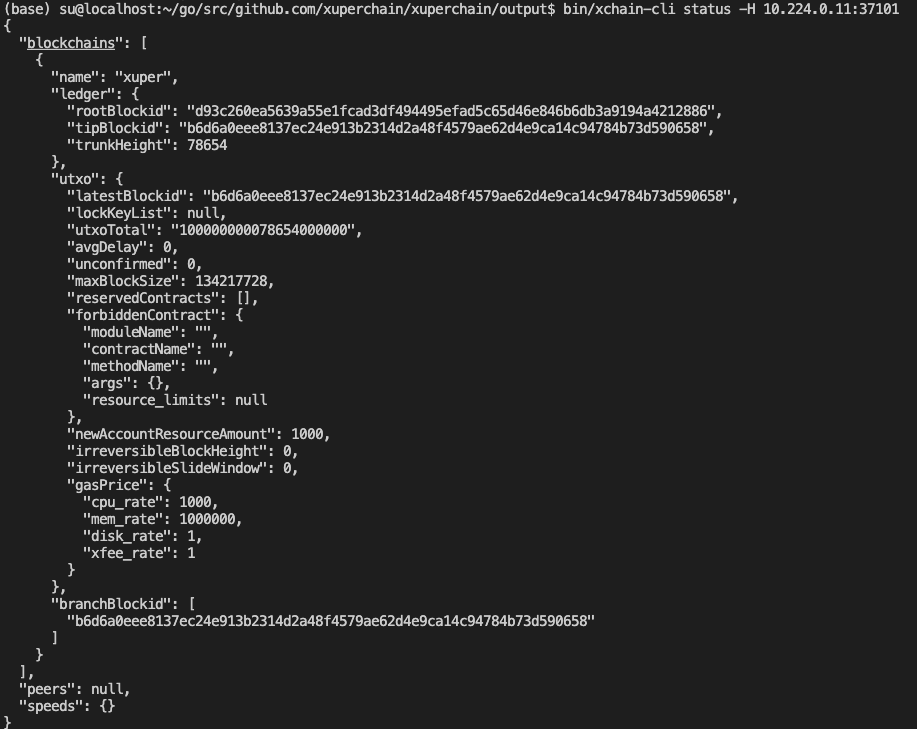 (base) su@localhost:~/go/src/github.com/xuperchain/xuperchain/output$ bin/xchain-cli status -H 10.224.0.11:37101
{
  "blockchains": [
    {
      "name": "xuper",
      "ledger": {
        "rootBlockid": "d93c260ea5639a55e1fcad3df494495efad5c65d46e846b6db3a9194a4212886",
        "tipBlockid": "b6d6a0eee8137ec24e913b2314d2a48f4579ae62d4e9ca14c94784b73d590658",
        "trunkHeight": 78654
      },
      "utxo": {
        "latestBlockid": "b6d6a0eee8137ec24e913b2314d2a48f4579ae62d4e9ca14c94784b73d590658",
        "lockKeyList": null,
        "utxoTotal": "100000000078654000000",
        "avgDelay": 0,
        "unconfirmed": 0,
        "maxBlockSize": 134217728,
        "reservedContracts": [],
        "forbiddenContract": {
          "moduleName": "",
          "contractName": "",
          "methodName": "",
          "args": {},
          "resource_limits": null
        },
        "newAccountResourceAmount": 1000,
        "irreversibleBlockHeight": 0,
        "irreversibleSlideWindow": 0,
        "gasPrice": {
          "cpu_rate": 1000,
          "mem_rate": 1000000,
          "disk_rate": 1,
          "xfee_rate": 1
        }
      },
      "branchBlockid": [
        "b6d6a0eee8137ec24e913b2314d2a48f4579ae62d4e9ca14c94784b73d590658"
      ]
    }
  ],
  "peers": null,
  "speeds": {}
}